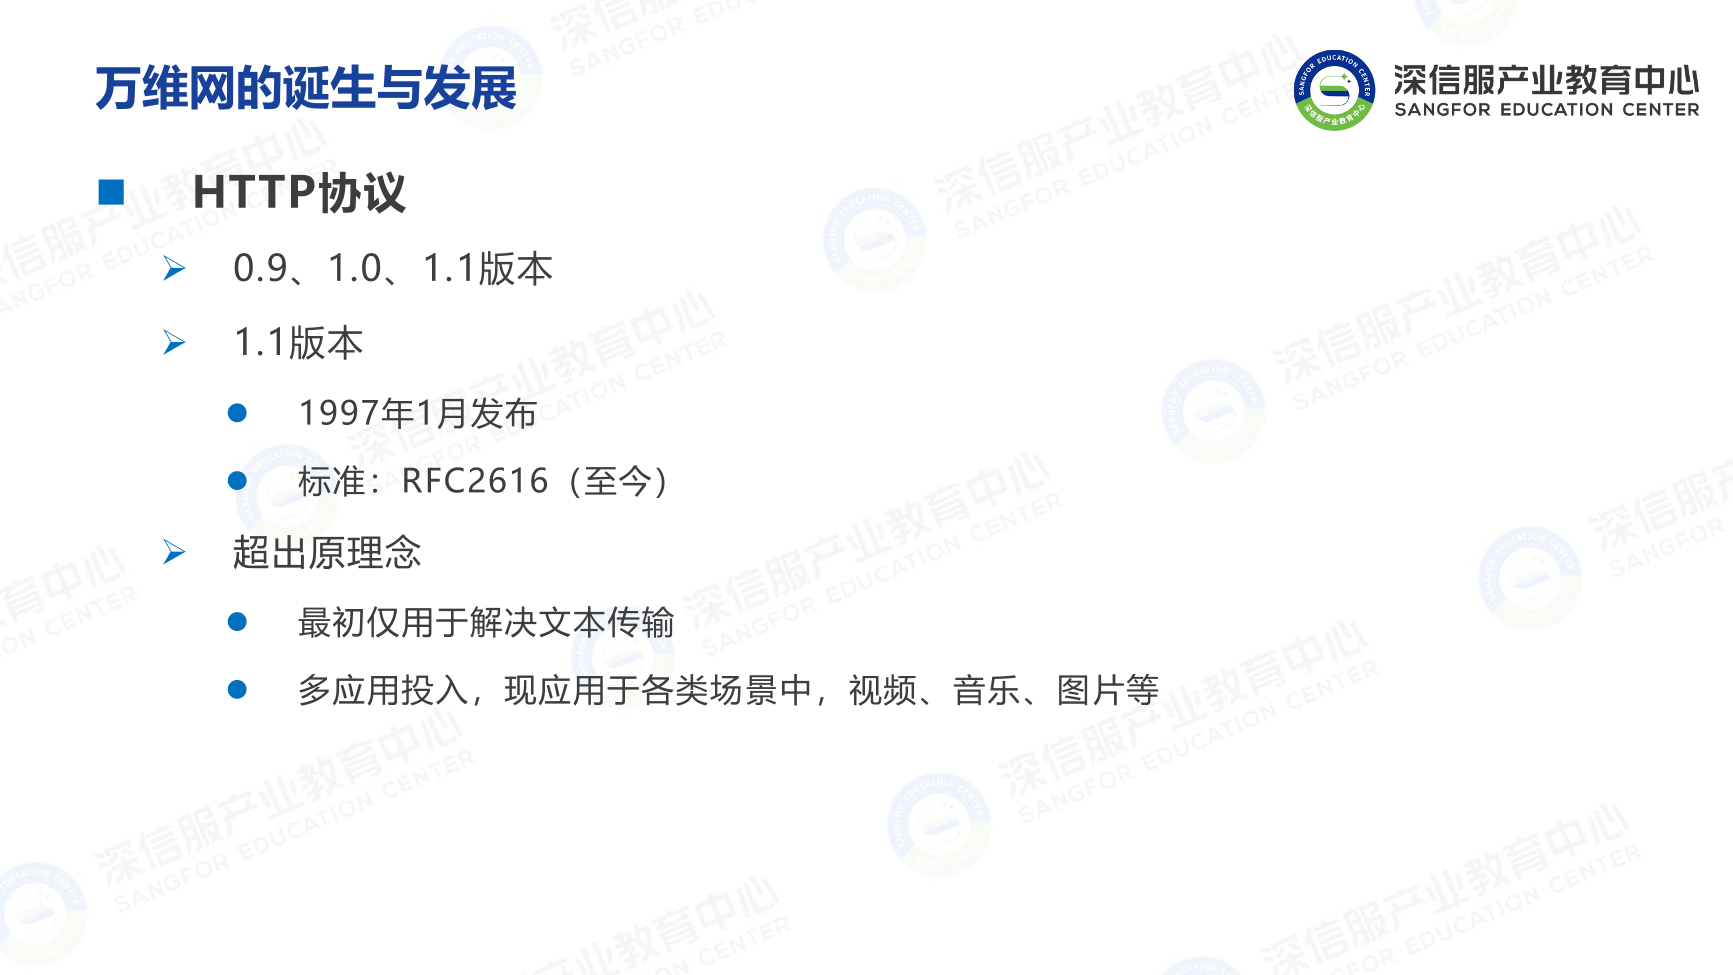 万维网的诞生与发展
深信服产业教育中心
SANGFOR EDUCATION CENTER
HTTP协议
0.9、1.0、1.1版本
1.1版本
1997年1月发布
标准：RFC2616（至今）
超出原理念
最初仅用于解决文本传输
多应用投入，现应用于各类场景中，视频、音乐、图片等